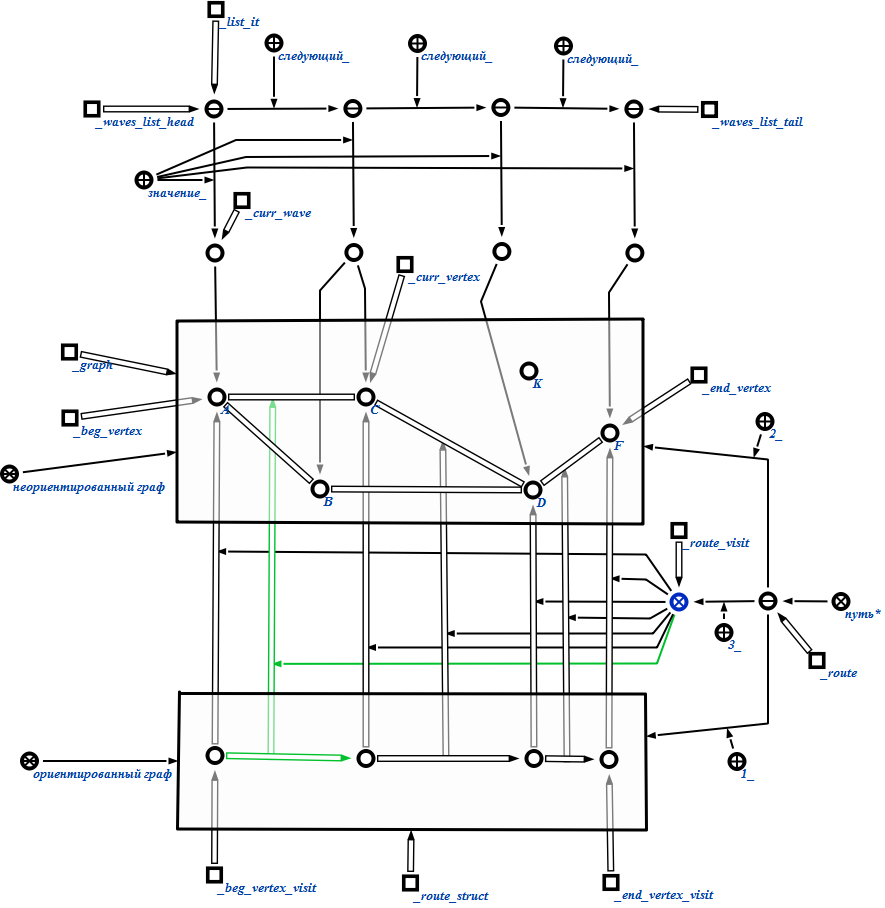 _list_it
следующий_
следующий_
следующий_
_waves_list_head
_waves_list_tail
значение_
_curr_wave
_curr_vertex
_graph
K
_end_vertex
A
C
_beg_vertex
2_
F
неориентированный граф
B
D
_route_visit
путь*
3_
_route
ориентированный граф
1_
_beg_vertex_visit
_route_struct
_end_vertex_visit